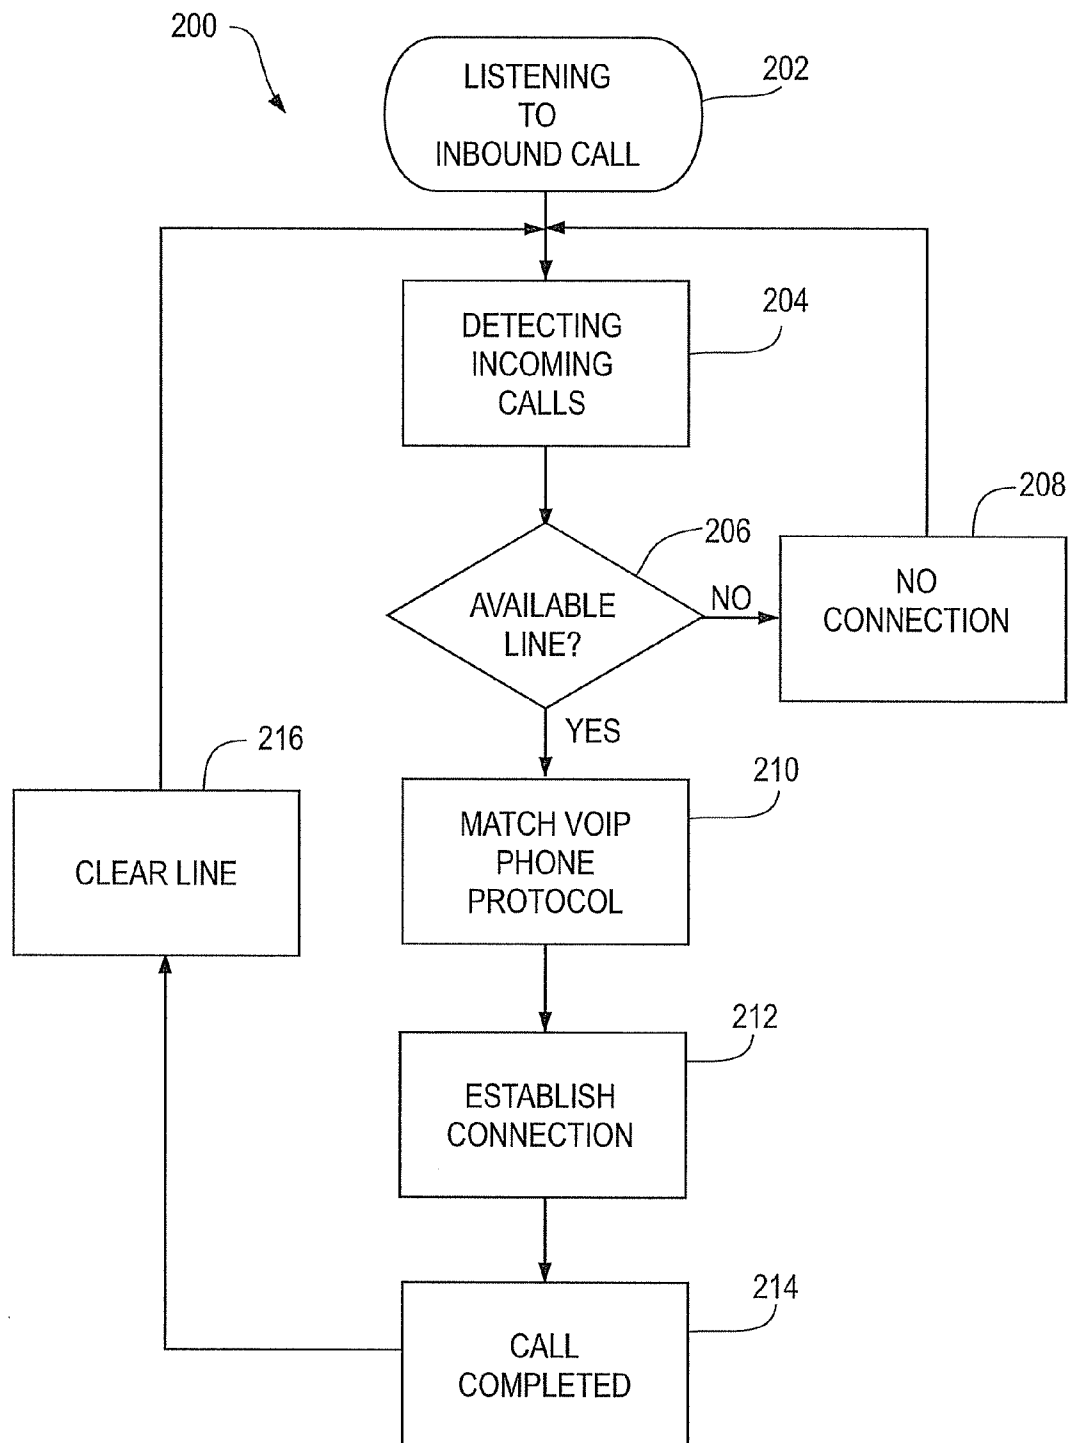 200
LISTENING
TO
INBOUND CALL
202
DETECTING
INCOMING
CALLS
204
AVAILABLE
LINE?
206
NO
NO
CONNECTION
208
YES
MATCH VOIP
PHONE
PROTOCOL
210
ESTABLISH
CONNECTION
212
CALL
COMPLETED
214
CLEAR LINE
216